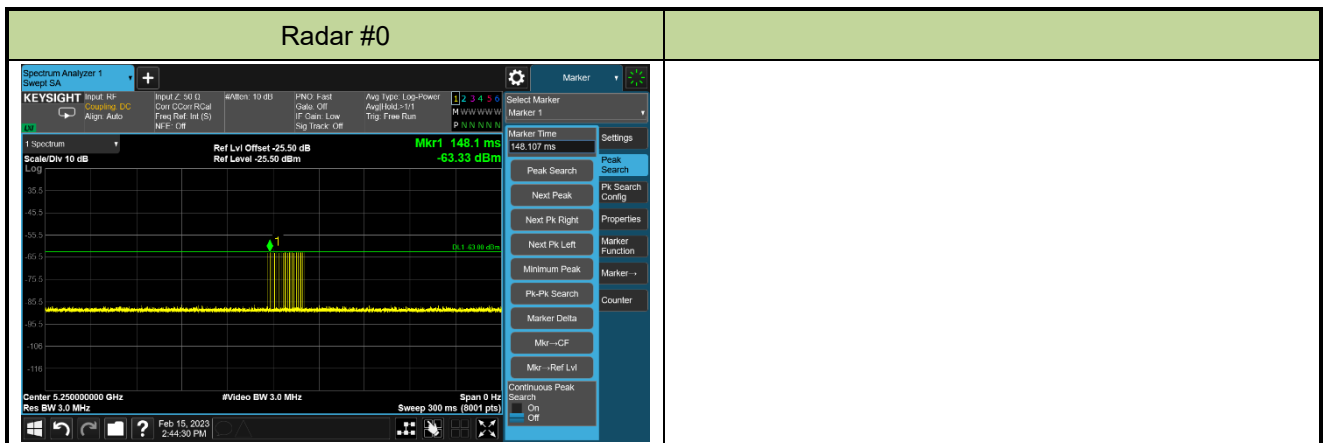 Radar #0
Spectrum Analyzer 1
Swept SA
+
Marker
KEYSIGHT
Input: RF
Coupling: DC
Align: Auto
Input Z: 50 Ω
Corr CCorr RCal
Freq Ref: Int (S)
NFE: Off
#Atten: 10 dB
PNO: Fast
Gate: Off
IF Gain: Low
Sig Track: Off
Avg Type: Log-Power
Avg|Hold:>1/1
Trig: Free Run
1 2 3 4 5 6
M W W W W W
P N N N N N
Select Marker
Marker 1
1 Spectrum
Scale/Div 10 dB
Log
Ref Lvl Offset -25.50 dB
Ref Level -25.50 dBm
Mkr1 148.1 ms
-63.33 dBm
Marker Time
148.107 ms
Settings
Peak Search
Peak
Search
Next Peak
Pk Search
Config
Next Pk Right
Properties
Next Pk Left
Marker
Function
Minimum Peak
Marker→
Pk-Pk Search
Counter
Marker Delta
Mkr→CF
Mkr→Ref Lvl
Continuous Peak
Search
On
Off
-35.5
-45.5
-55.5
1
DL1 -63.00 dBm
-65.5
-75.5
-85.5
-95.5
-106
-116
Center 5.250000000 GHz
#Video BW 3.0 MHz
Span 0 Hz
Res BW 3.0 MHz
Sweep 300 ms (8001 pts)
?
Feb 15, 2023
2:44:30 PM